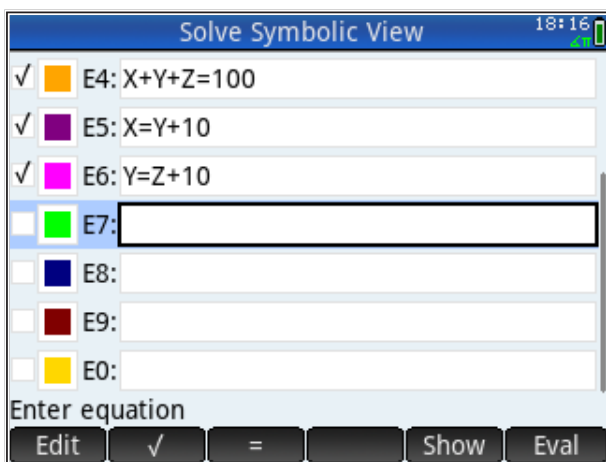 Solve Symbolic View 18:16
∠π
√ E4: X+Y+Z=100
√ E5: X=Y+10
√ E6: Y=Z+10
E7:
E8:
E9:
E0:
Enter equation
Edit √ = Show Eval